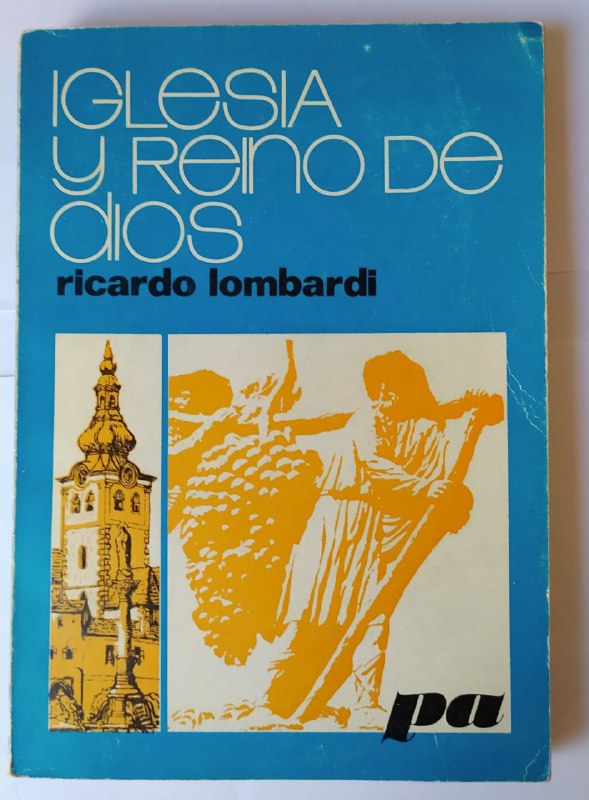 IGLESIA
y REINO DE
DIOS
ricardo lombardi
pa